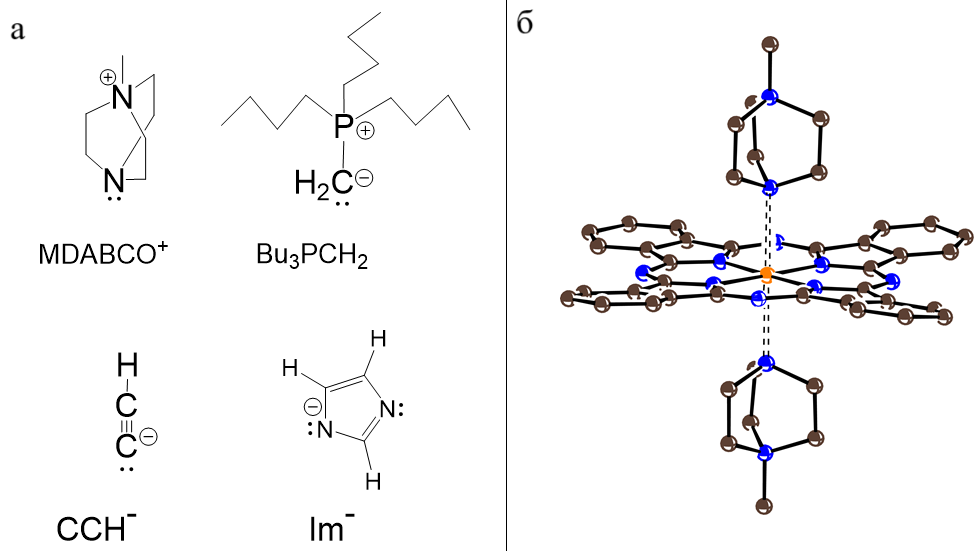 а
б
N
+
N
MDABCO⁺
P
+
H₂C
−
Bu₃PCH₂
H
C
C
−
CCH⁻
H
H
−
N
N
H
Im⁻